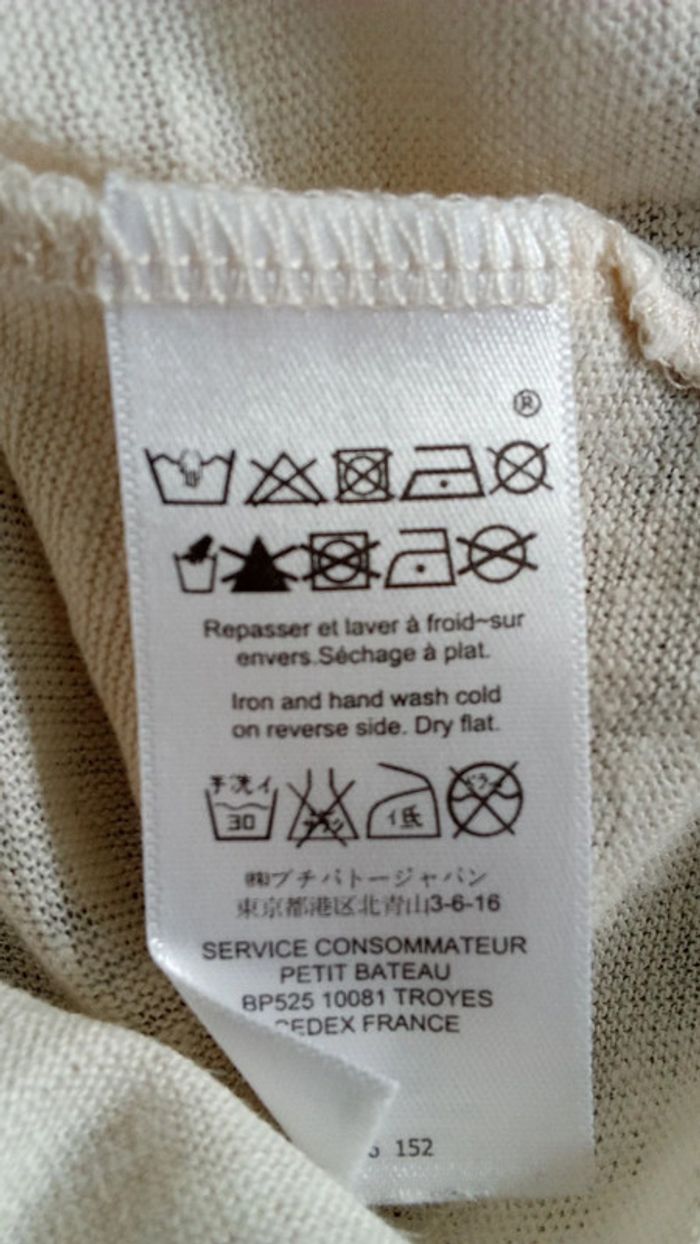 ®
Repasser et laver à froid~sur
envers.Séchage à plat.
Iron and hand wash cold
on reverse side. Dry flat.
手洗イ
30
低
㈱プチバトージャパン
東京都港区北青山3-6-16
SERVICE CONSOMMATEUR
PETIT BATEAU
BP525 10081 TROYES
CEDEX FRANCE
152